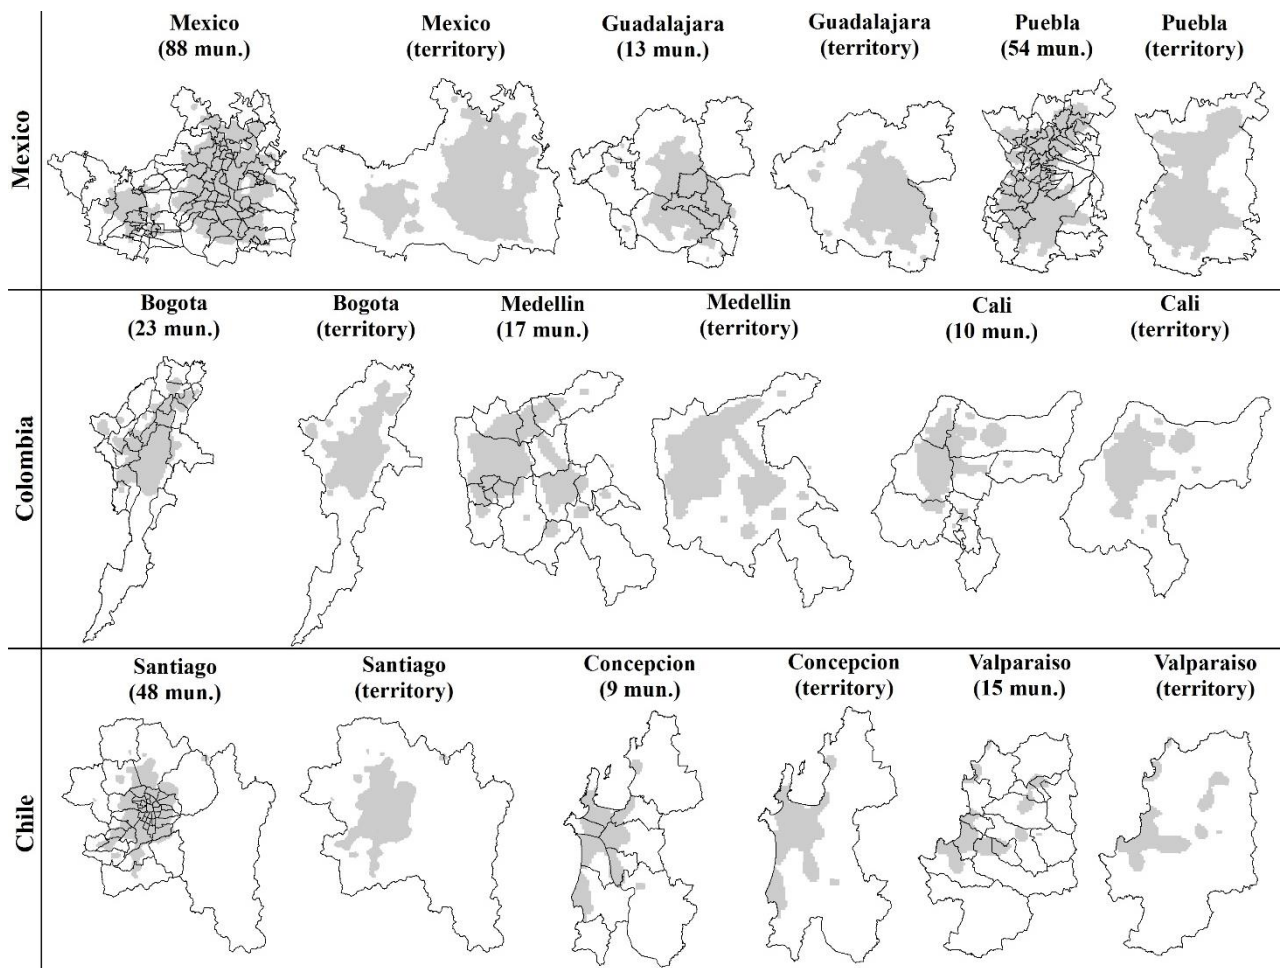 Mexico
Mexico
(88 mun.)
Mexico
(territory)
Guadalajara
(13 mun.)
Guadalajara
(territory)
Puebla
(54 mun.)
Puebla
(territory)
Colombia
Bogota
(23 mun.)
Bogota
(territory)
Medellin
(17 mun.)
Medellin
(territory)
Cali
(10 mun.)
Cali
(territory)
Chile
Santiago
(48 mun.)
Santiago
(territory)
Concepcion
(9 mun.)
Concepcion
(territory)
Valparaiso
(15 mun.)
Valparaiso
(territory)